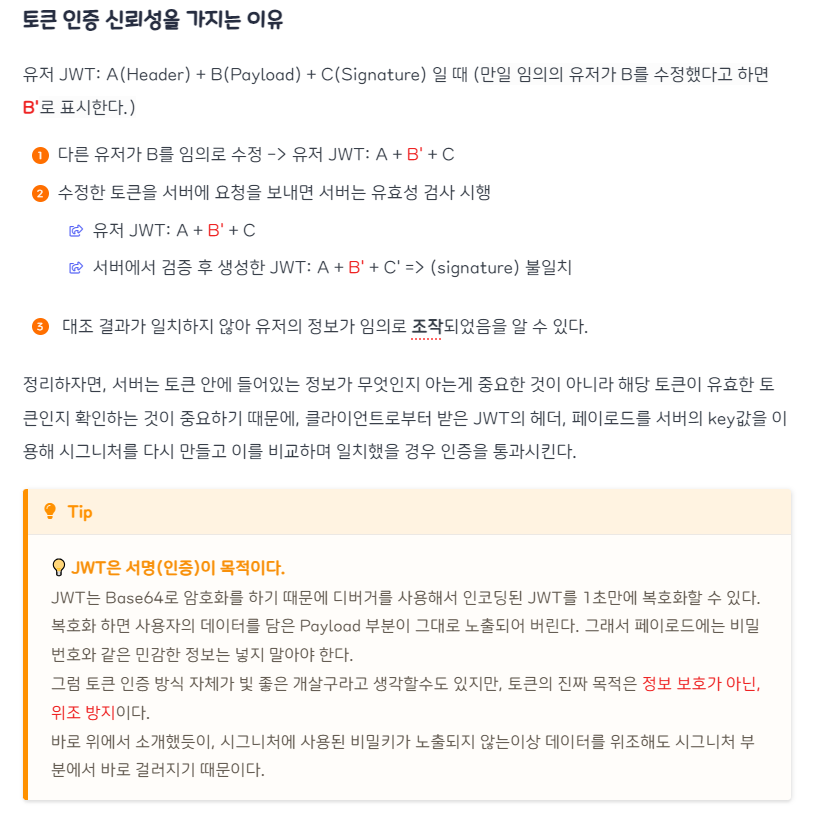 토큰 인증 신뢰성을 가지는 이유
유저 JWT: A(Header) + B(Payload) + C(Signature) 일 때 (만일 임의의 유저가 B를 수정했다고 하면
B'로 표시한다.)
1 다른 유저가 B를 임의로 수정 -> 유저 JWT: A + B' + C
2 수정한 토큰을 서버에 요청을 보내면 서버는 유효성 검사 시행
유저 JWT: A + B' + C
서버에서 검증 후 생성한 JWT: A + B' + C' => (signature) 불일치
3 대조 결과가 일치하지 않아 유저의 정보가 임의로 조작되었음을 알 수 있다.
정리하자면, 서버는 토큰 안에 들어있는 정보가 무엇인지 아는게 중요한 것이 아니라 해당 토큰이 유효한 토
큰인지 확인하는 것이 중요하기 때문에, 클라이언트로부터 받은 JWT의 헤더, 페이로드를 서버의 key값을 이
용해 시그니처를 다시 만들고 이를 비교하며 일치했을 경우 인증을 통과시킨다.
Tip
JWT은 서명(인증)이 목적이다.
JWT는 Base64로 암호화를 하기 때문에 디버거를 사용해서 인코딩된 JWT를 1초만에 복호화할 수 있다.
복호화 하면 사용자의 데이터를 담은 Payload 부분이 그대로 노출되어 버린다. 그래서 페이로드에는 비밀
번호와 같은 민감한 정보는 넣지 말아야 한다.
그럼 토큰 인증 방식 자체가 빛 좋은 개살구라고 생각할수도 있지만, 토큰의 진짜 목적은 정보 보호가 아닌,
위조 방지이다.
바로 위에서 소개했듯이, 시그니처에 사용된 비밀키가 노출되지 않는이상 데이터를 위조해도 시그니처 부
분에서 바로 걸러지기 때문이다.